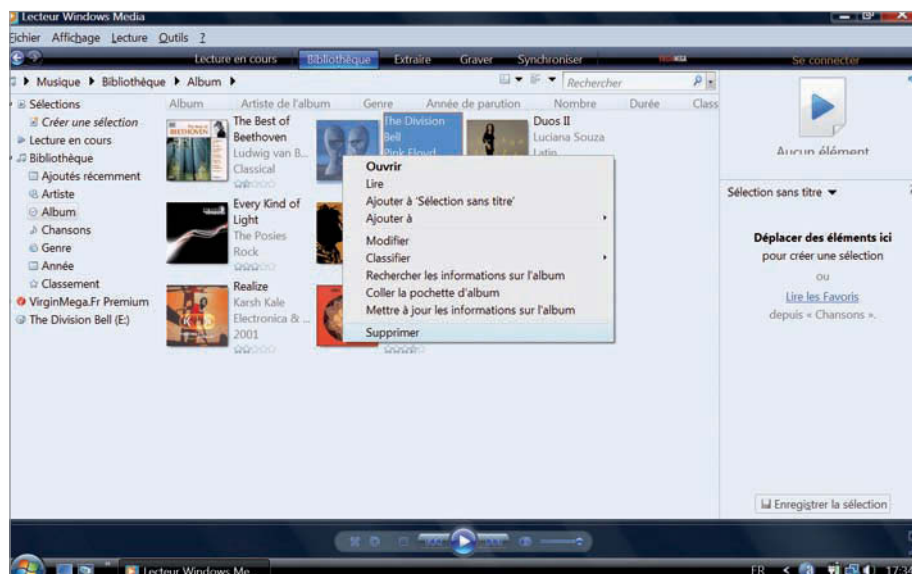 Lecteur Windows Media
Fichier Affichage Lecture Outils ?
Lecture en cours Bibliothèque Extraire Graver Synchroniser Se connecter
Musique Bibliothèque Album
Rechercher
Sélections
Créer une sélection
Lecture en cours
Bibliothèque
Ajoutés récemment
Artiste
Album
Chansons
Genre
Année
Classement
VirginMega.Fr Premium
The Division Bell (E:)
Album Artiste de l'album Genre Année de parution Nombre Durée Class
The Best of
Beethoven
Ludwig van B...
Classical
The Division
Bell
Pink Floyd
Duos II
Luciana Souza
Latin
Every Kind of
Light
The Posies
Rock
Realize
Karsh Kale
Electronica & ...
2001
Ouvrir
Lire
Ajouter à 'Sélection sans titre'
Ajouter à
Modifier
Classifier
Rechercher les informations sur l'album
Coller la pochette d'album
Mettre à jour les informations sur l'album
Supprimer
Aucun élément
Sélection sans titre
Déplacer des éléments ici
pour créer une sélection
ou
Lire les Favoris
depuis « Chansons ».
Enregistrer la sélection
Lecteur Windows Me...
FR
17:34